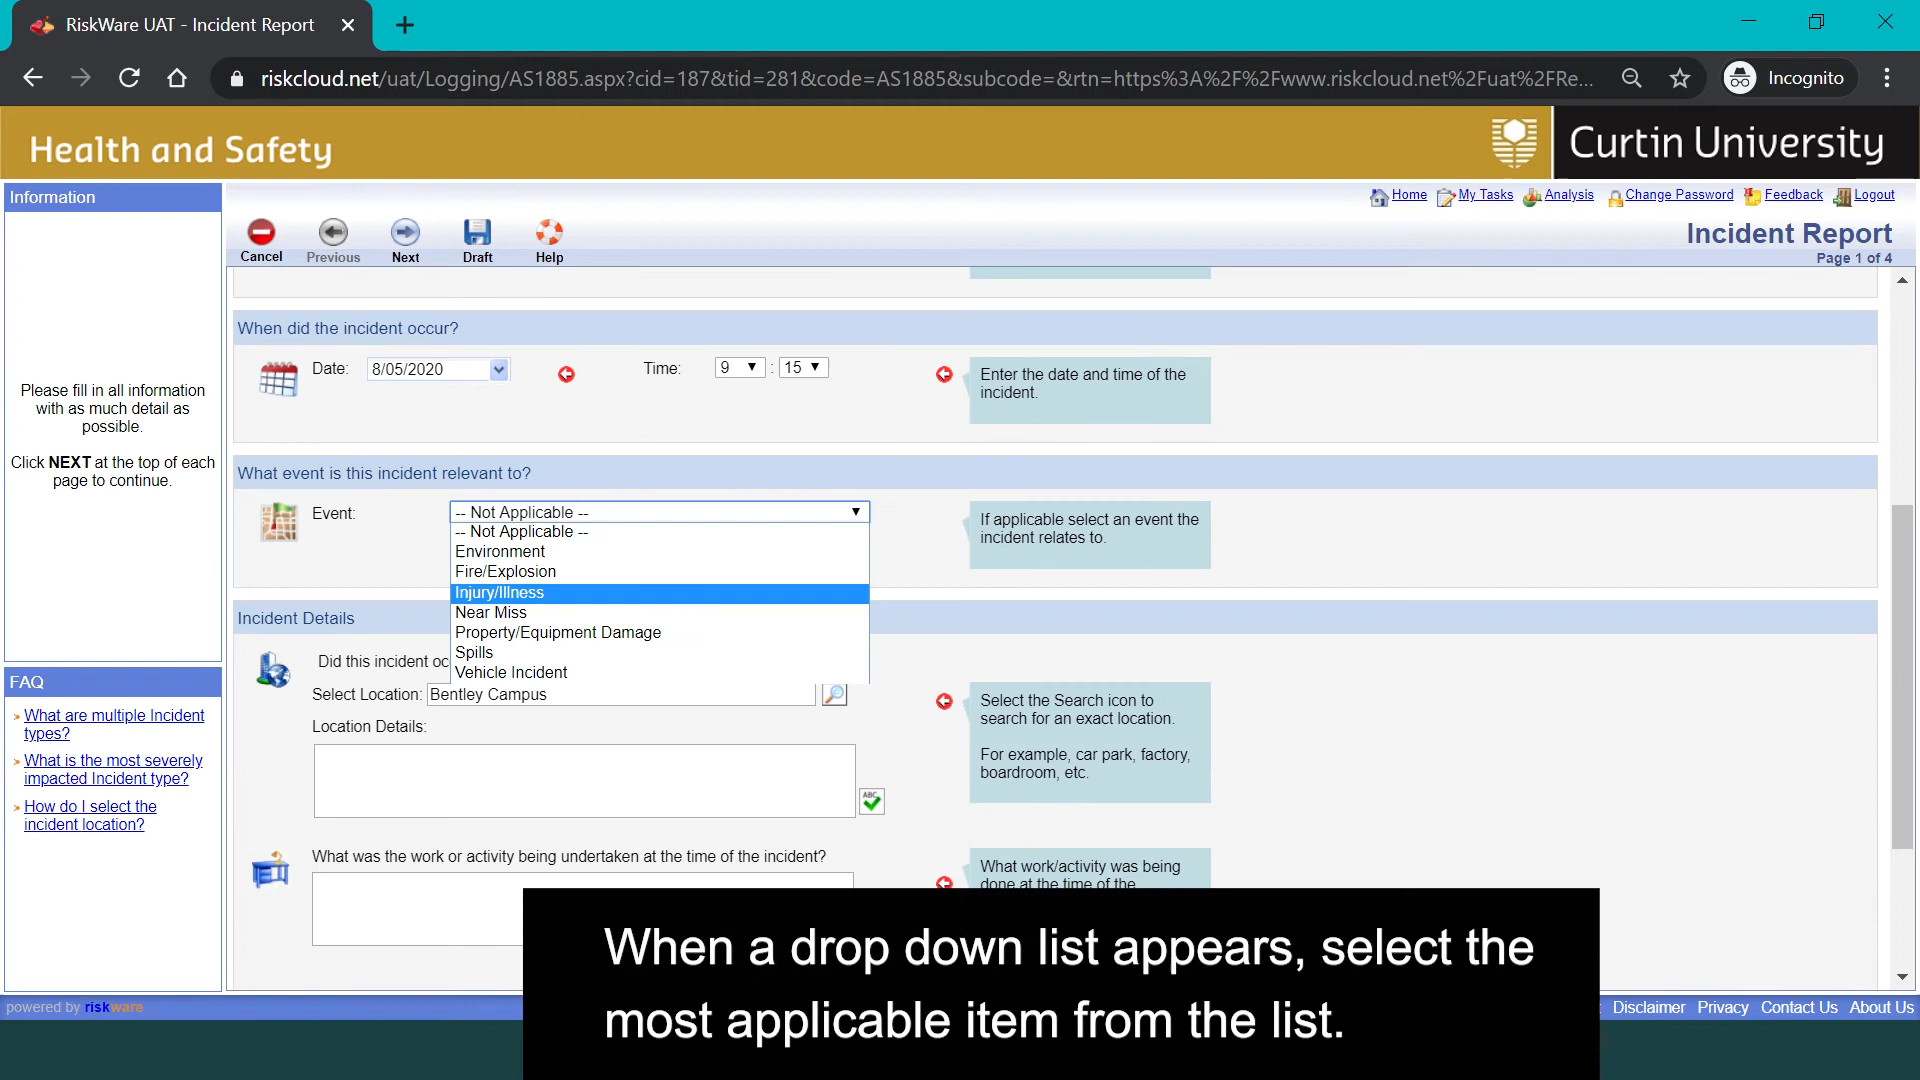 RiskWare UAT - Incident Report
riskcloud.net/uat/Logging/AS1885.aspx?cid=187&tid=281&code=AS1885&subcode=&rtn=https%3A%2F%2Fwww.riskcloud.net%2Fuat%2FRe...
Incognito
Health and Safety
Curtin University
Information
Home
My Tasks
Analysis
Change Password
Feedback
Logout
Cancel
Previous
Next
Draft
Help
Incident Report
Page 1 of 4
Please fill in all information
with as much detail as
possible.
Click NEXT at the top of each
page to continue.
FAQ
What are multiple Incident
types?
What is the most severely
impacted Incident type?
How do I select the
incident location?
When did the incident occur?
Date:
8/05/2020
Time:
9 : 15
Enter the date and time of the
incident.
What event is this incident relevant to?
Event:
-- Not Applicable --
-- Not Applicable --
Environment
Fire/Explosion
Injury/Illness
Near Miss
Property/Equipment Damage
Spills
Vehicle Incident
If applicable select an event the
incident relates to.
Incident Details
Did this incident oc
Select Location: Bentley Campus
Location Details:
ABC
Select the Search icon to
search for an exact location.
For example, car park, factory,
boardroom, etc.
What was the work or activity being undertaken at the time of the incident?
What work/activity was being
done at the time of the
When a drop down list appears, select the
most applicable item from the list.
powered by riskware
Disclaimer
Privacy
Contact Us
About Us